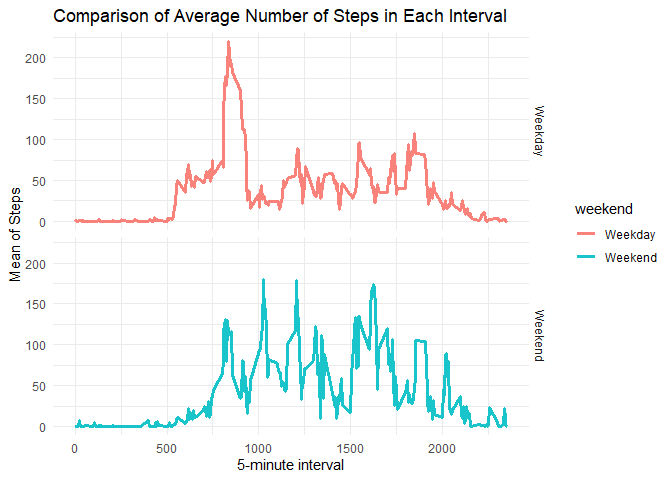 Comparison of Average Number of Steps in Each Interval
Mean of Steps
200
150
100
50
0
Weekday
200
150
100
50
0
Weekend
0
500
1000
1500
2000
5-minute interval
weekend
Weekday
Weekend